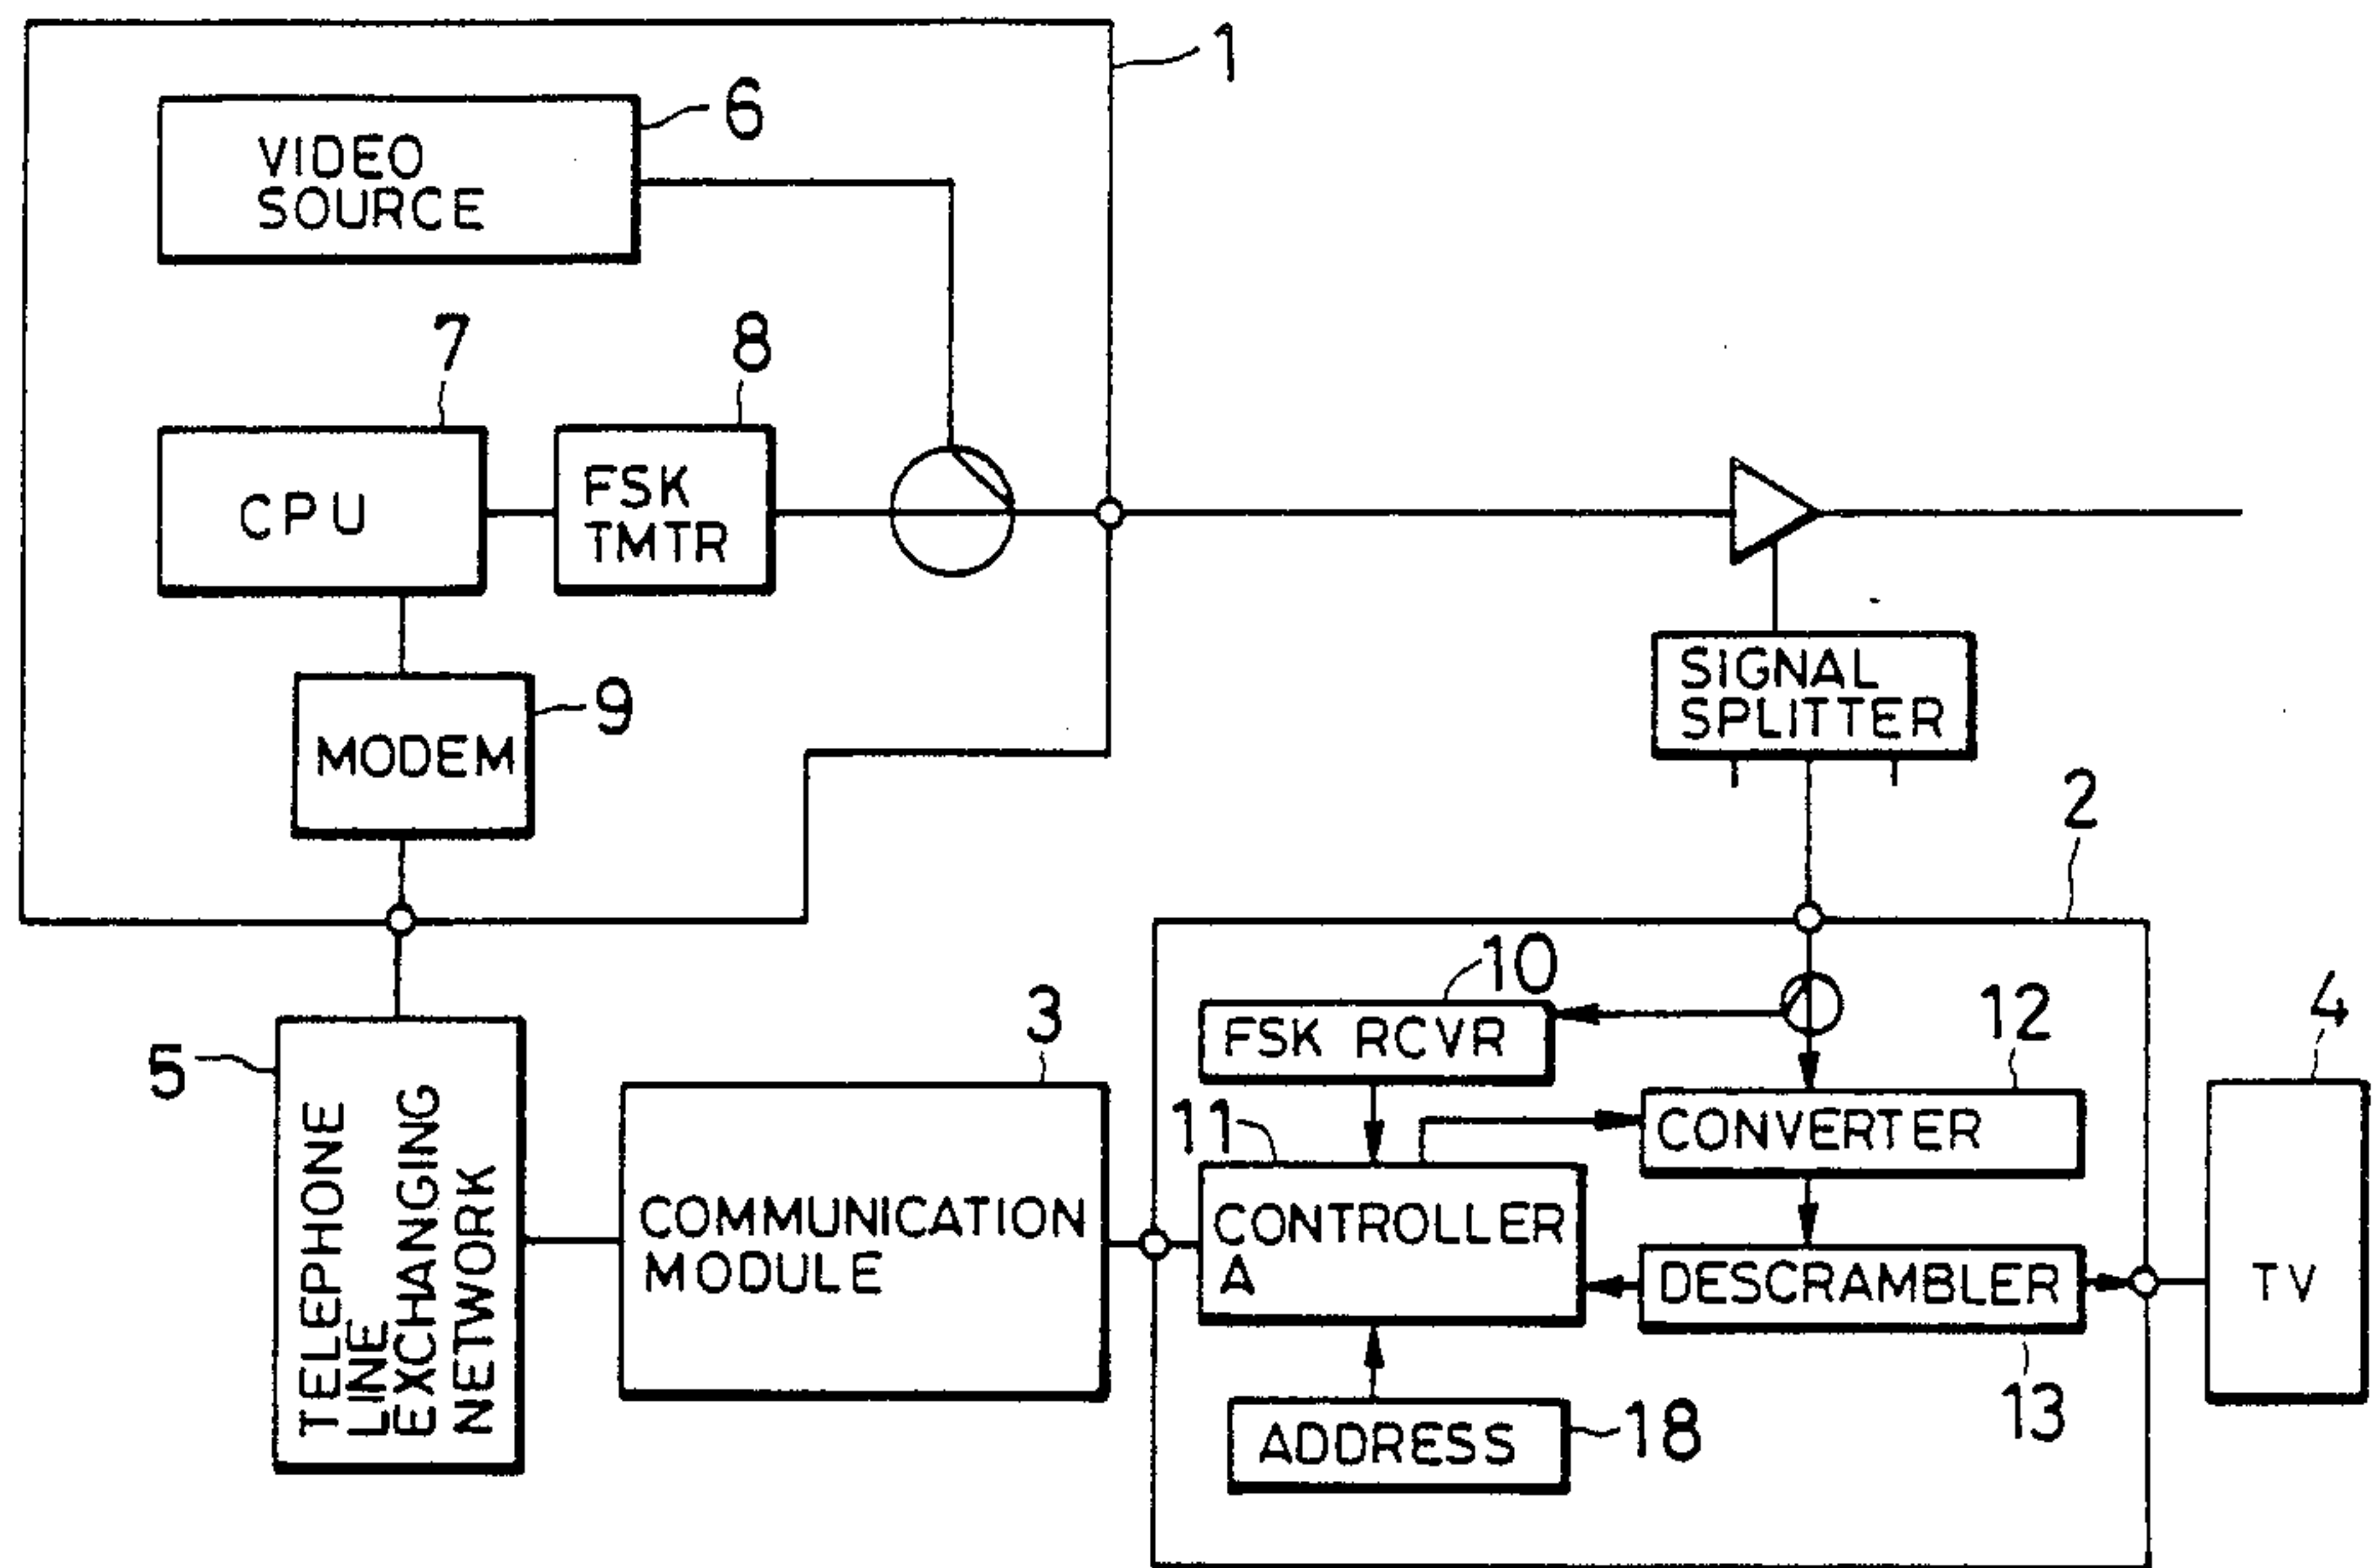 1
6
VIDEO
SOURCE
7
8
CPU
FSK
TMTR
SIGNAL
SPLITTER
9
MODEM
2
10
3
12
4
5
FSK RCVR
11
CONVERTER
TELEPHONE
LINE
EXCHANGING
NETWORK
COMMUNICATION
MODULE
CONTROLLER
A
DESCRAMBLER
TV
13
ADDRESS
18